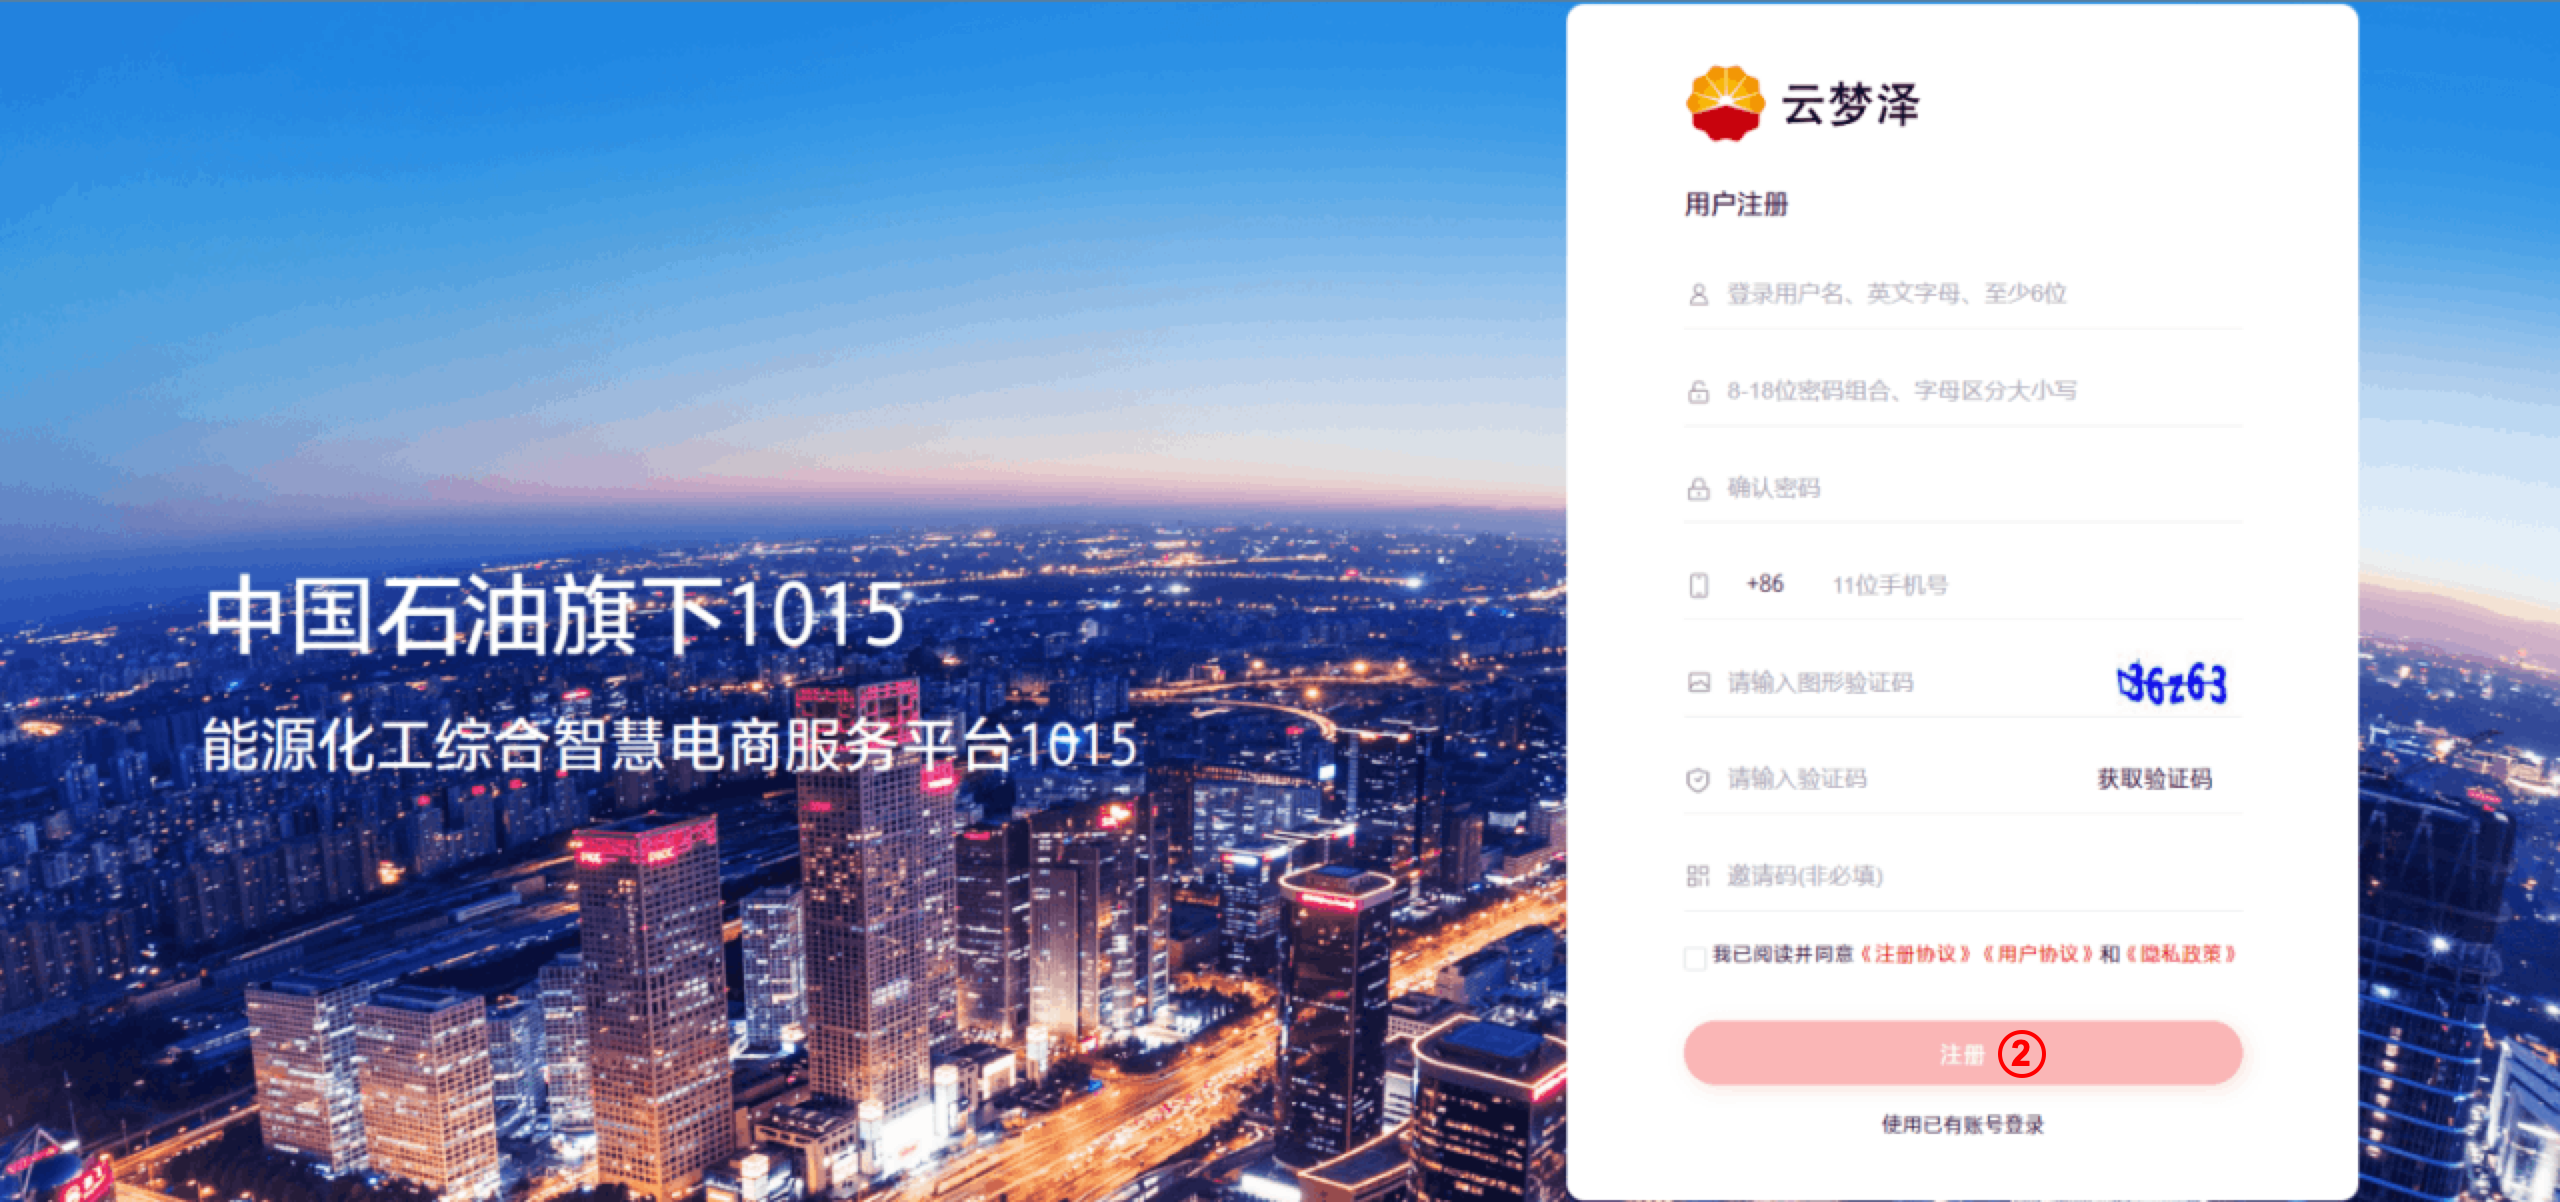 中国石油旗下1015
能源化工综合智慧电商服务平台1015
云梦泽
用户注册
登录用户名、英文字母、至少6位
8-18位密码组合、字母区分大小写
确认密码
+86 11位手机号
请输入图形验证码
请输入验证码 获取验证码
邀请码(非必填)
我已阅读并同意《注册协议》《用户协议》和《隐私政策》
注册 ②
使用已有账号登录